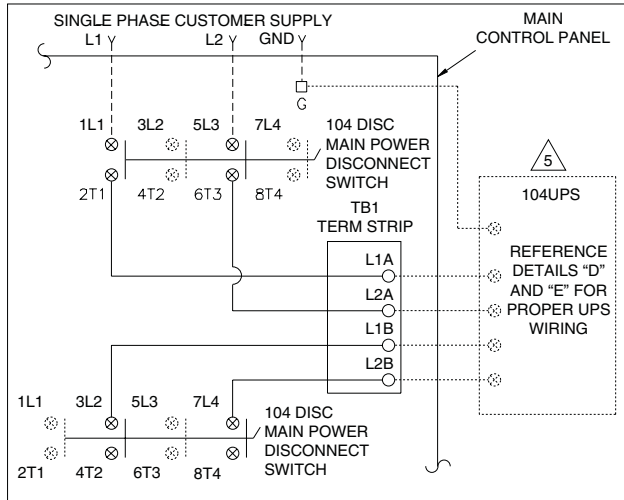 SINGLE PHASE CUSTOMER SUPPLY
L1 L2 GND
MAIN
CONTROL PANEL
G
1L1 3L2 5L3 7L4
2T1 4T2 6T3 8T4
104 DISC
MAIN POWER
DISCONNECT
SWITCH
5
104UPS
REFERENCE
DETAILS “D”
AND “E” FOR
PROPER UPS
WIRING
TB1
TERM STRIP
L1A
L2A
L1B
L2B
1L1 3L2 5L3 7L4
2T1 4T2 6T3 8T4
104 DISC
MAIN POWER
DISCONNECT
SWITCH